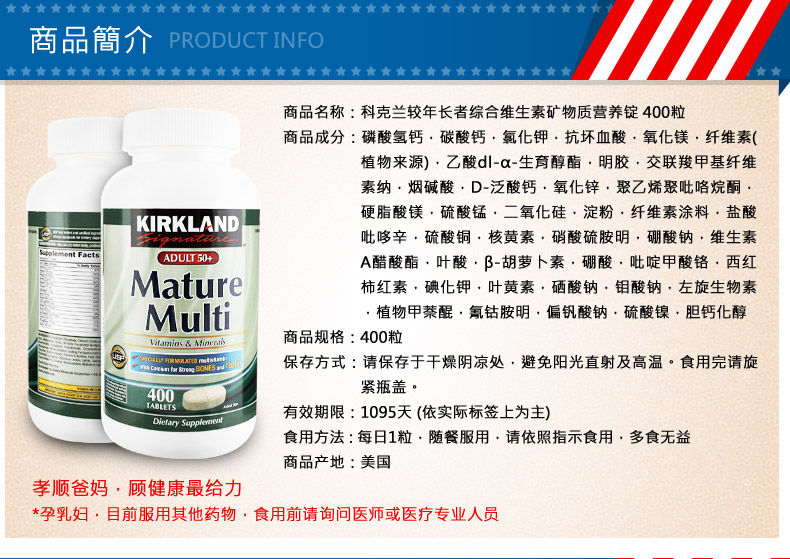 商品簡介 PRODUCT INFO
商品名称：科克兰较年长者综合维生素矿物质营养锭 400粒
商品成分：磷酸氢钙﹒碳酸钙﹒氯化钾﹒抗坏血酸﹒氧化镁﹒纤维素(
植物来源)﹒乙酸dl-α-生育醇酯﹒明胶﹒交联羧甲基纤维
素纳﹒烟碱酸﹒D-泛酸钙﹒氧化锌﹒聚乙烯聚吡咯烷酮﹒
硬脂酸镁﹒硫酸锰﹒二氧化硅﹒淀粉﹒纤维素涂料﹒盐酸
吡哆辛﹒硫酸铜﹒核黄素﹒硝酸硫胺明﹒硼酸钠﹒维生素
A醋酸酯﹒叶酸﹒β-胡萝卜素﹒硼酸﹒吡啶甲酸铬﹒西红
柿红素﹒碘化钾﹒叶黄素﹒硒酸钠﹒钼酸钠﹒左旋生物素
﹒植物甲萘醌﹒氰钴胺明﹒偏钒酸钠﹒硫酸镍﹒胆钙化醇
商品规格：400粒
保存方式：请保存于干燥阴凉处﹒避免阳光直射及高温。食用完请旋
紧瓶盖。
有效期限：1095天 (依实际标签上为主)
食用方法：每日1粒﹒随餐服用﹒请依照指示食用﹒多食无益
商品产地：美国
孝顺爸妈﹒顾健康最给力
*孕乳妇﹒目前服用其他药物﹒食用前请询问医师或医疗专业人员
KIRKLAND
Signature
ADULT 50+
Mature
Multi
Vitamins & Minerals
USP
SPECIALLY FORMULATED multivitamin
With Calcium for Strong BONES and
400
TABLETS
Dietary Supplement
Supplement Facts